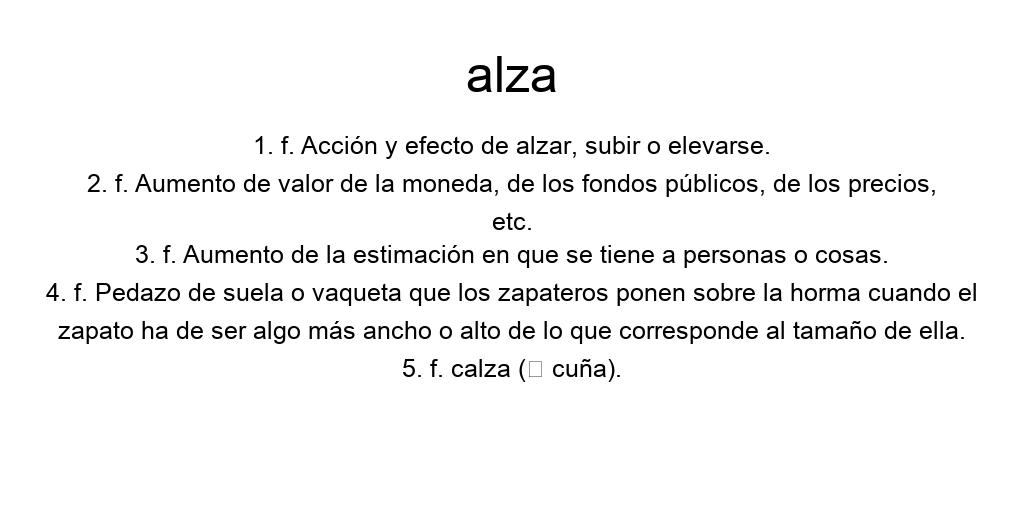 alza
1. f. Acción y efecto de alzar, subir o elevarse.
2. f. Aumento de valor de la moneda, de los fondos públicos, de los precios,
etc.
3. f. Aumento de la estimación en que se tiene a personas o cosas.
4. f. Pedazo de suela o vaqueta que los zapateros ponen sobre la horma cuando el
zapato ha de ser algo más ancho o alto de lo que corresponde al tamaño de ella.
5. f. calza (□ cuña).